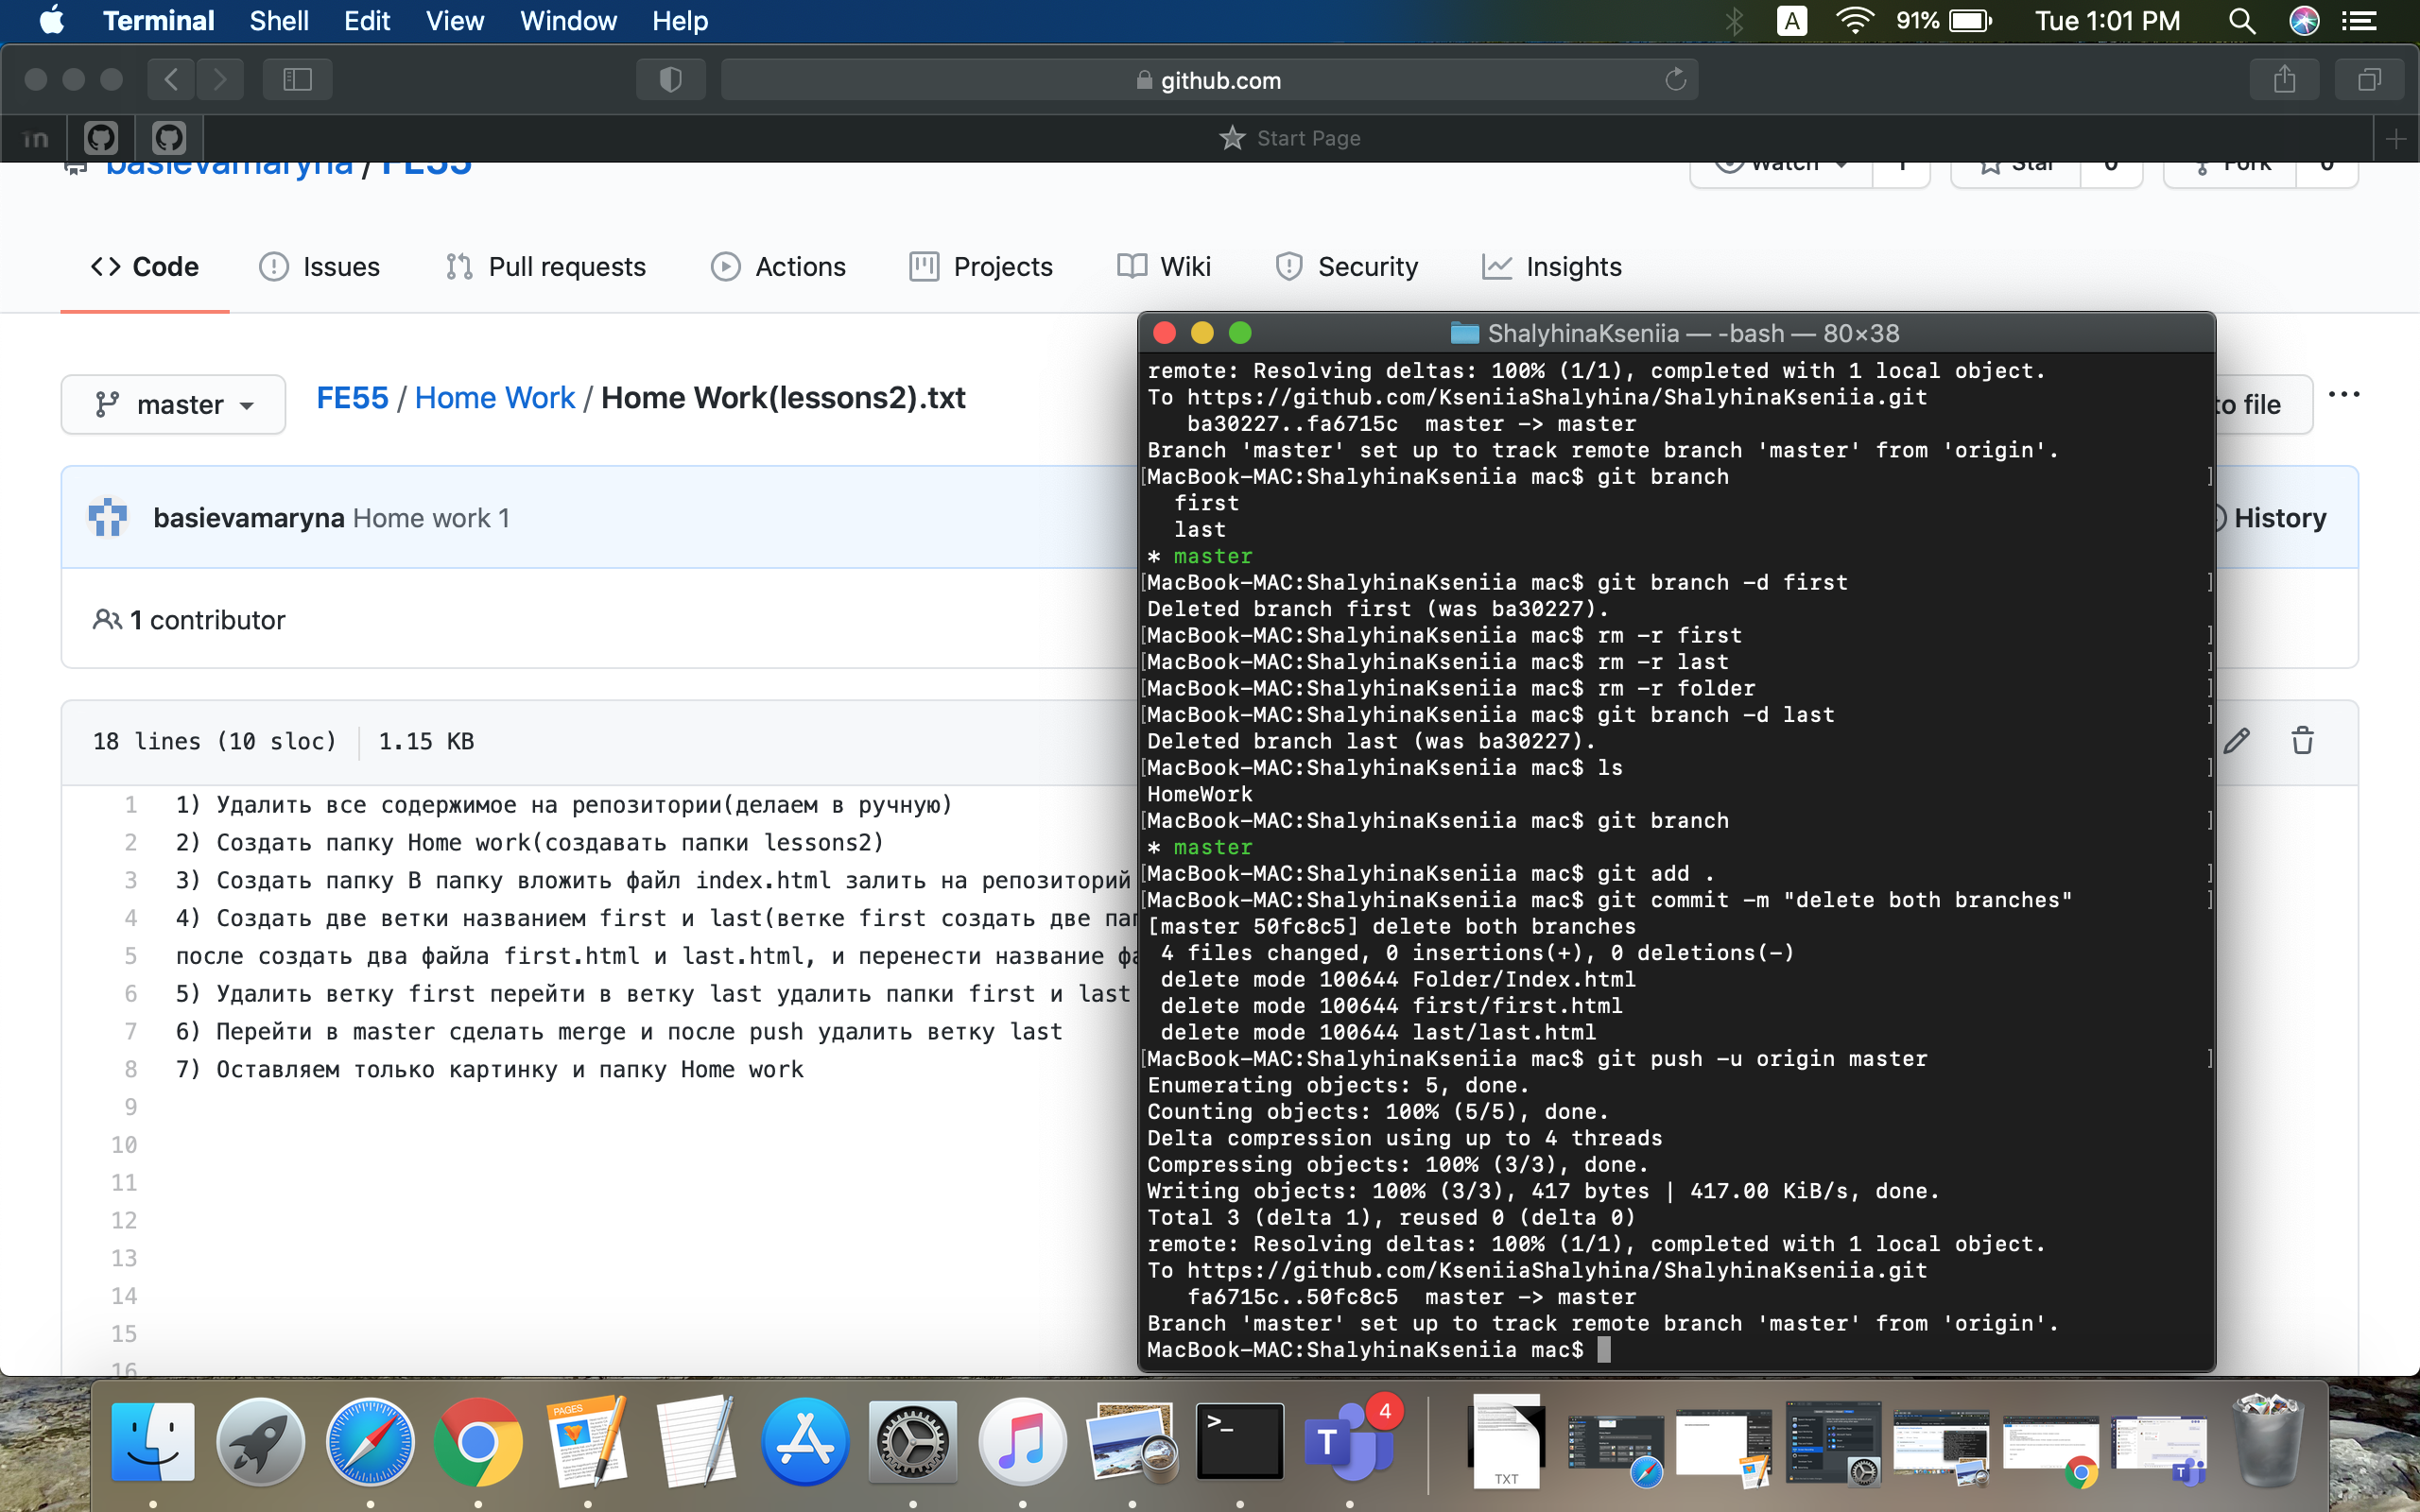 Terminal Shell Edit View Window Help
A 91% Tue 1:01 PM
github.com
in Start Page
basievamaryna / FE55
Watch 1 Star 0 Fork 0
Code Issues Pull requests Actions Projects Wiki Security Insights
master FE55 / Home Work / Home Work(lessons2).txt to file ...
basievamaryna Home work 1 History
1 contributor
18 lines (10 sloc) 1.15 KB
1 1) Удалить все содержимое на репозитории(делаем в ручную)
2 2) Создать папку Home work(создавать папки lessons2)
3 3) Создать папку В папку вложить файл index.html залить на репозиторий
4 4) Создать две ветки названием first и last(ветке first создать две
5 после создать два файла first.html и last.html, и перенести название
6 5) Удалить ветку first перейти в ветку last удалить папки first и last
7 6) Перейти в master сделать merge и после push удалить ветку last
8 7) Оставляем только картинку и папку Home work
9
10
11
12
13
14
15
16
ShalyhinaKseniia — -bash — 80×38
remote: Resolving deltas: 100% (1/1), completed with 1 local object.
To https://github.com/KseniiaShalyhina/ShalyhinaKseniia.git
ba30227..fa6715c master -> master
Branch 'master' set up to track remote branch 'master' from 'origin'.
[MacBook-MAC:ShalyhinaKseniia mac$ git branch ]
first
last
* master
[MacBook-MAC:ShalyhinaKseniia mac$ git branch -d first ]
Deleted branch first (was ba30227).
[MacBook-MAC:ShalyhinaKseniia mac$ rm -r first ]
[MacBook-MAC:ShalyhinaKseniia mac$ rm -r last ]
[MacBook-MAC:ShalyhinaKseniia mac$ rm -r folder ]
[MacBook-MAC:ShalyhinaKseniia mac$ git branch -d last ]
Deleted branch last (was ba30227).
[MacBook-MAC:ShalyhinaKseniia mac$ ls ]
HomeWork
[MacBook-MAC:ShalyhinaKseniia mac$ git branch ]
* master
[MacBook-MAC:ShalyhinaKseniia mac$ git add . ]
[MacBook-MAC:ShalyhinaKseniia mac$ git commit -m "delete both branches" ]
[master 50fc8c5] delete both branches
4 files changed, 0 insertions(+), 0 deletions(-)
delete mode 100644 Folder/Index.html
delete mode 100644 first/first.html
delete mode 100644 last/last.html
[MacBook-MAC:ShalyhinaKseniia mac$ git push -u origin master ]
Enumerating objects: 5, done.
Counting objects: 100% (5/5), done.
Delta compression using up to 4 threads
Compressing objects: 100% (3/3), done.
Writing objects: 100% (3/3), 417 bytes | 417.00 KiB/s, done.
Total 3 (delta 1), reused 0 (delta 0)
remote: Resolving deltas: 100% (1/1), completed with 1 local object.
To https://github.com/KseniiaShalyhina/ShalyhinaKseniia.git
fa6715c..50fc8c5 master -> master
Branch 'master' set up to track remote branch 'master' from 'origin'.
MacBook-MAC:ShalyhinaKseniia mac$
PAGES
>_
T 4
TXT